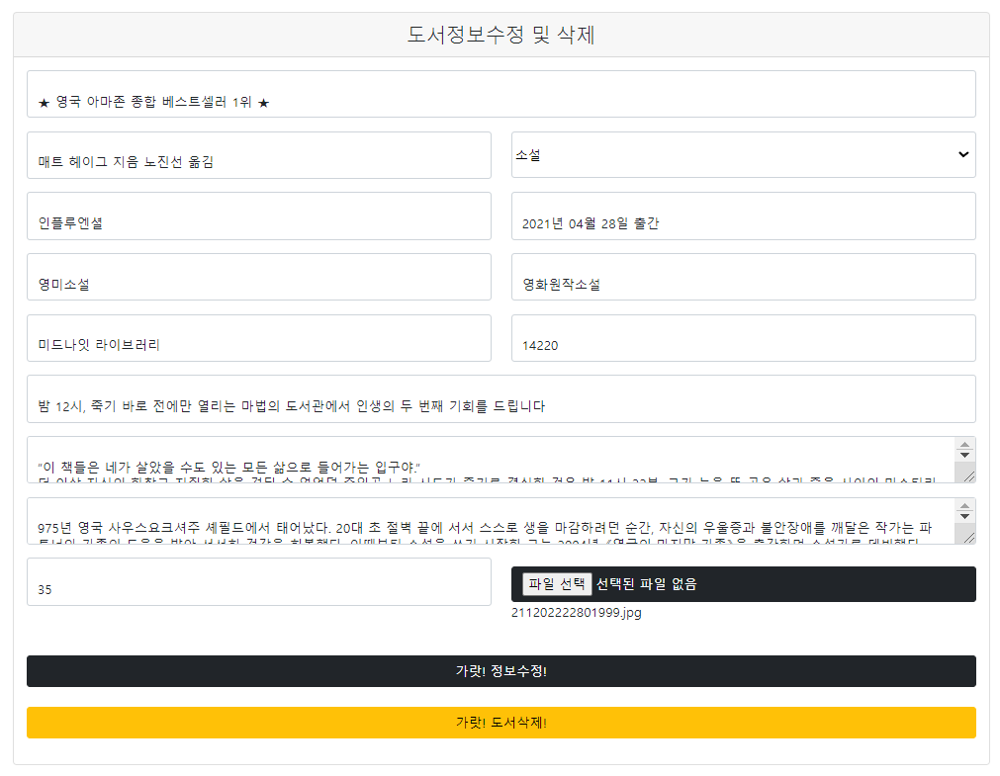 도서정보수정 및 삭제
★ 영국 아마존 종합 베스트셀러 1위 ★
매트 헤이그 지음 노진선 옮김
소설
인플루엔셜
2021년 04월 28일 출간
영미소설
영화원작소설
미드나잇 라이브러리
14220
밤 12시, 죽기 바로 전에만 열리는 마법의 도서관에서 인생의 두 번째 기회를 드립니다
“이 책들은 네가 살았을 수도 있는 모든 삶으로 들어가는 입구야.”
975년 영국 사우스요크셔주 셰필드에서 태어났다. 20대 초 절벽 끝에 서서 스스로 생을 마감하려던 순간, 자신의 우울증과 불안장애를 깨달은 작가는 파
35
파일 선택 선택된 파일 없음
211202222801999.jpg
가랏! 정보수정!
가랏! 도서삭제!